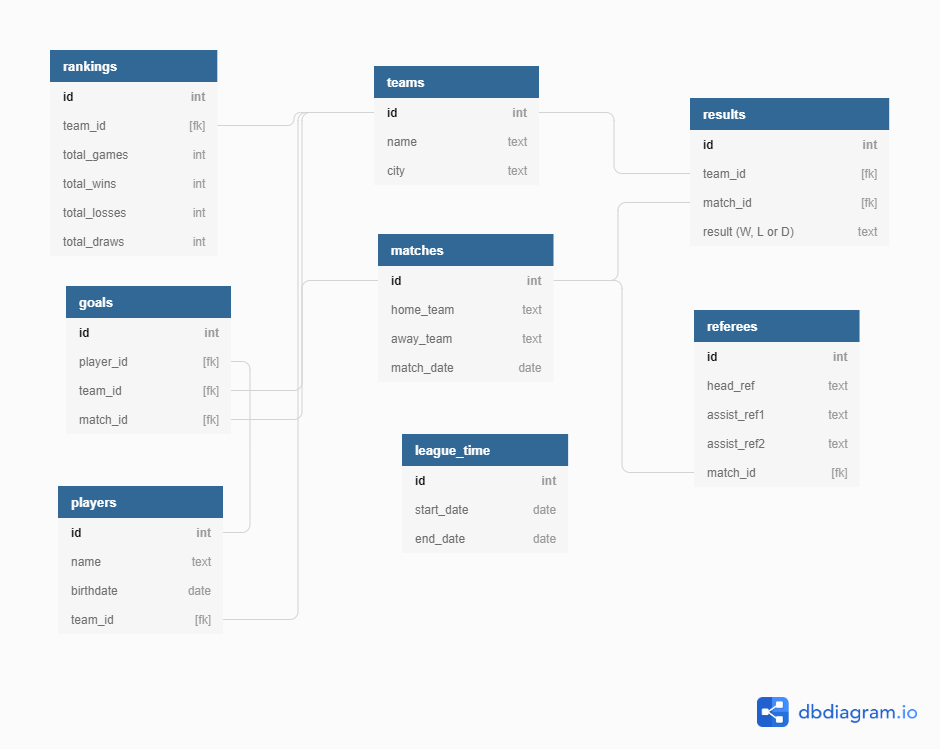 rankings
id int
team_id [fk]
total_games int
total_wins int
total_losses int
total_draws int
goals
id int
player_id [fk]
team_id [fk]
match_id [fk]
players
id int
name text
birthdate date
team_id [fk]
teams
id int
name text
city text
matches
id int
home_team text
away_team text
match_date date
league_time
id int
start_date date
end_date date
results
id int
team_id [fk]
match_id [fk]
result (W, L or D) text
referees
id int
head_ref text
assist_ref1 text
assist_ref2 text
match_id [fk]
dbdiagram.io